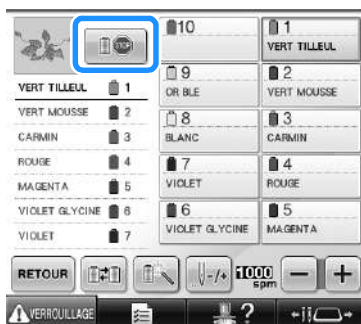 STOP
10
1
VERT TILLEUL
9
OR BLE
2
VERT MOUSSE
8
BLANC
3
CARMIN
7
VIOLET
4
ROUGE
6
VIOLET GLYCINE
5
MAGENTA
VERT TILLEUL 1
VERT MOUSSE 2
CARMIN 3
ROUGE 4
MAGENTA 5
VIOLET GLYCINE 6
VIOLET 7
RETOUR
-/+
1000
spm
- +
VERROUILLAGE
?